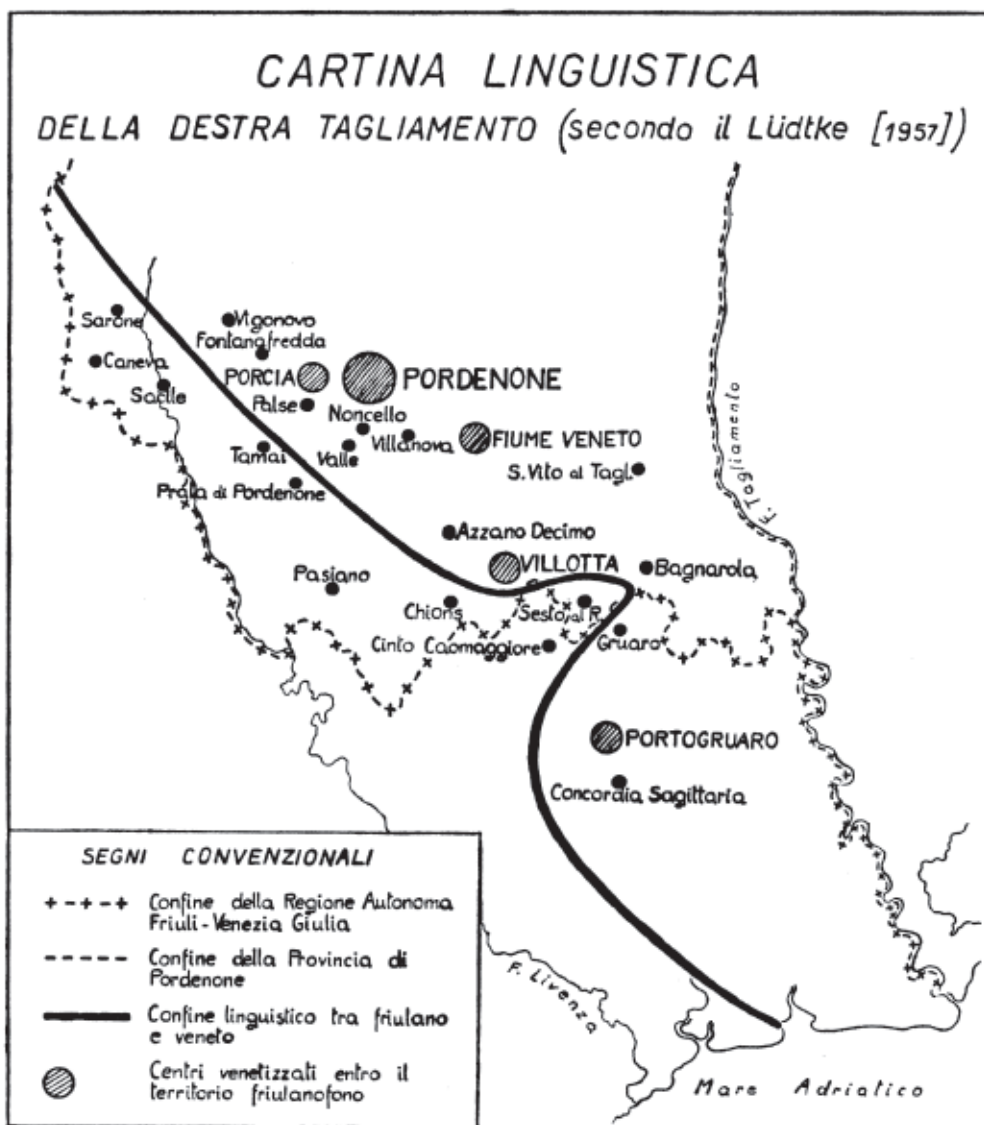 CARTINA LINGUISTICA
DELLA DESTRA TAGLIAMENTO (secondo il Lüdtke [1957])
Sarone
Vigonovo
Fontanafredda
Caneva
PORCIA
PORDENONE
Sacile
Palse
Noncello
Tamai
Valle
Villanova
FIUME VENETO
F. Tagliamento
S. Vito al Tagl.
Prata di Pordenone
Azzano Decimo
VILLOTTA
Bagnarola
Pasiano
Chions
Sesto al R.
Cinto Caomaggiore
Gruaro
PORTOGRUARO
Concordia Sagittaria
SEGNI CONVENZIONALI
Confine della Regione Autonoma
Friuli-Venezia Giulia
Confine della Provincia di
Pordenone
Confine linguistico tra friulano
e veneto
Centri venetizzati entro il
territorio friulanofono
F. Livenza
Mare Adriatico